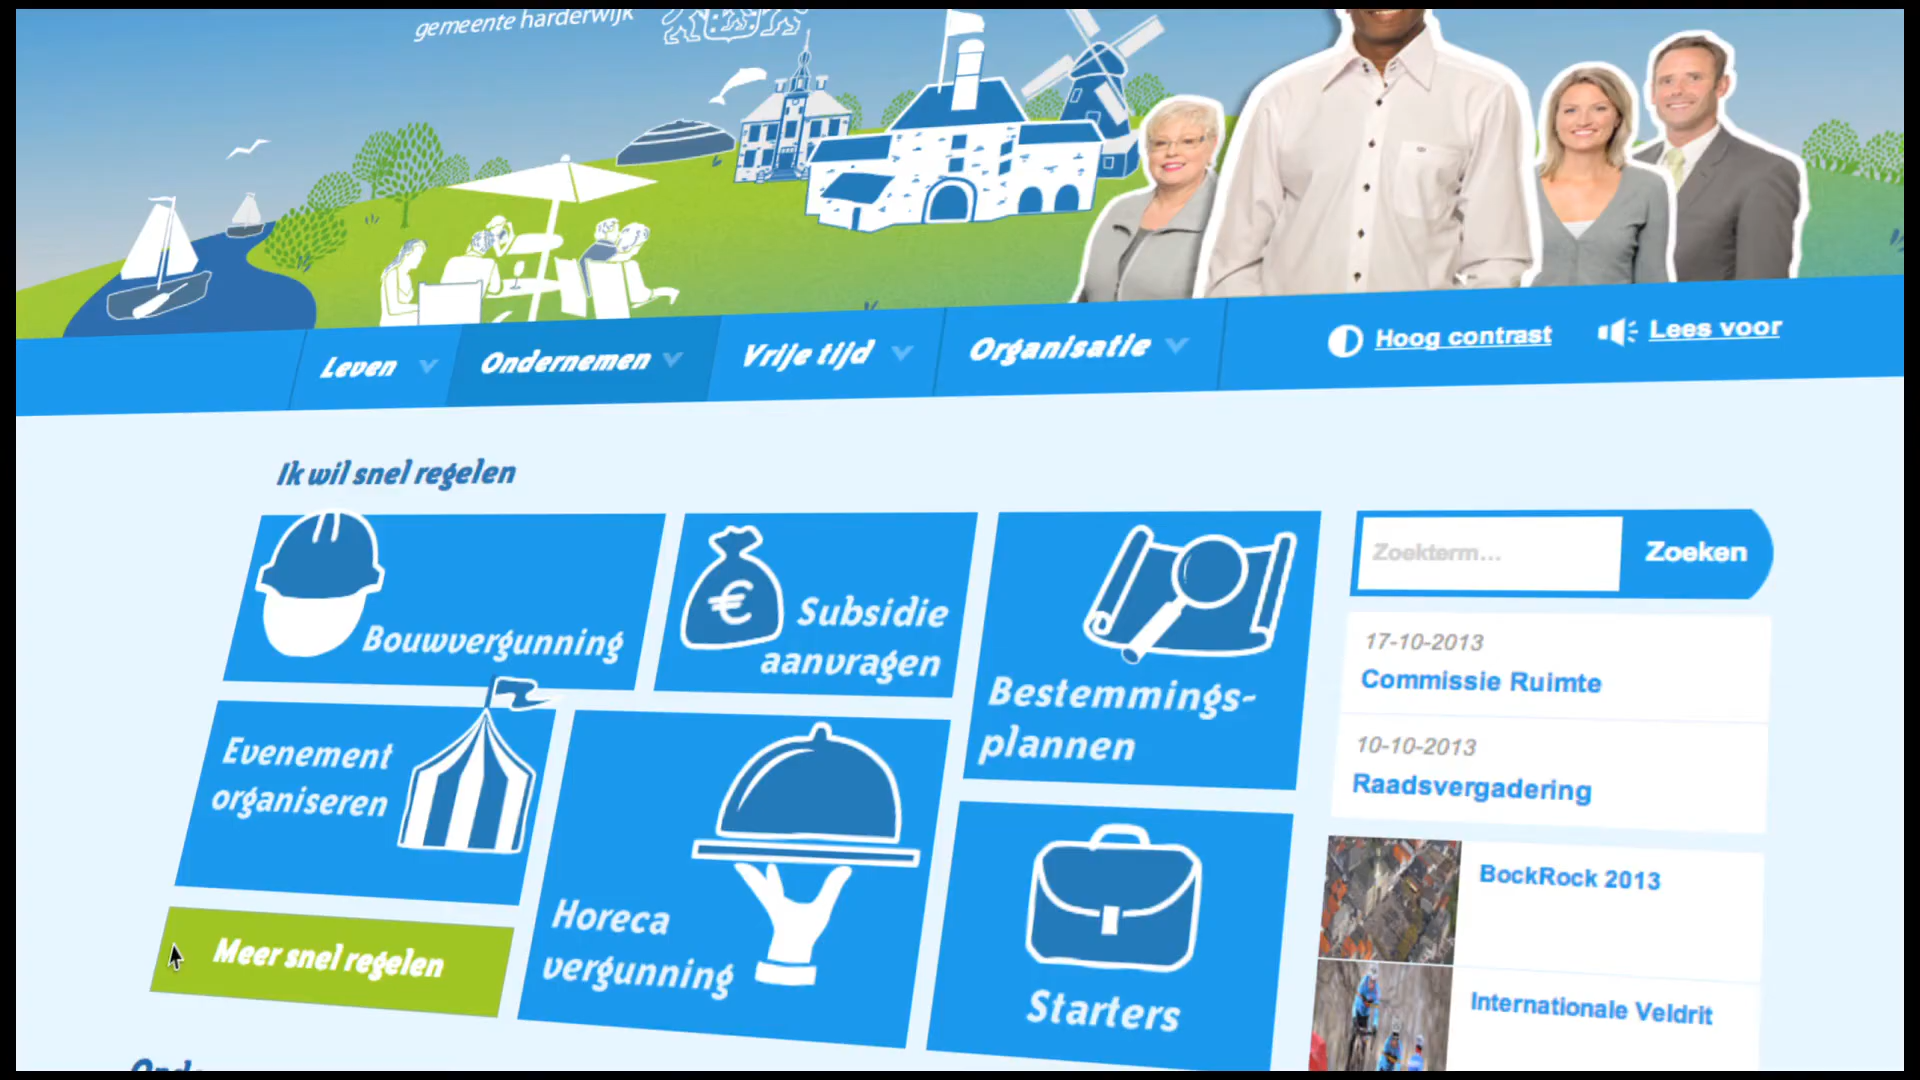 gemeente harderwijk
Leven
Ondernemen
Vrije tijd
Organisatie
Hoog contrast
Lees voor
Ik wil snel regelen
Bouwvergunning
€
Subsidie
aanvragen
Bestemmings-
plannen
Evenement
organiseren
Horeca
vergunning
Starters
Meer snel regelen
Zoekterm...
Zoeken
17-10-2013
Commissie Ruimte
10-10-2013
Raadsvergadering
BockRock 2013
Internationale Veldrit